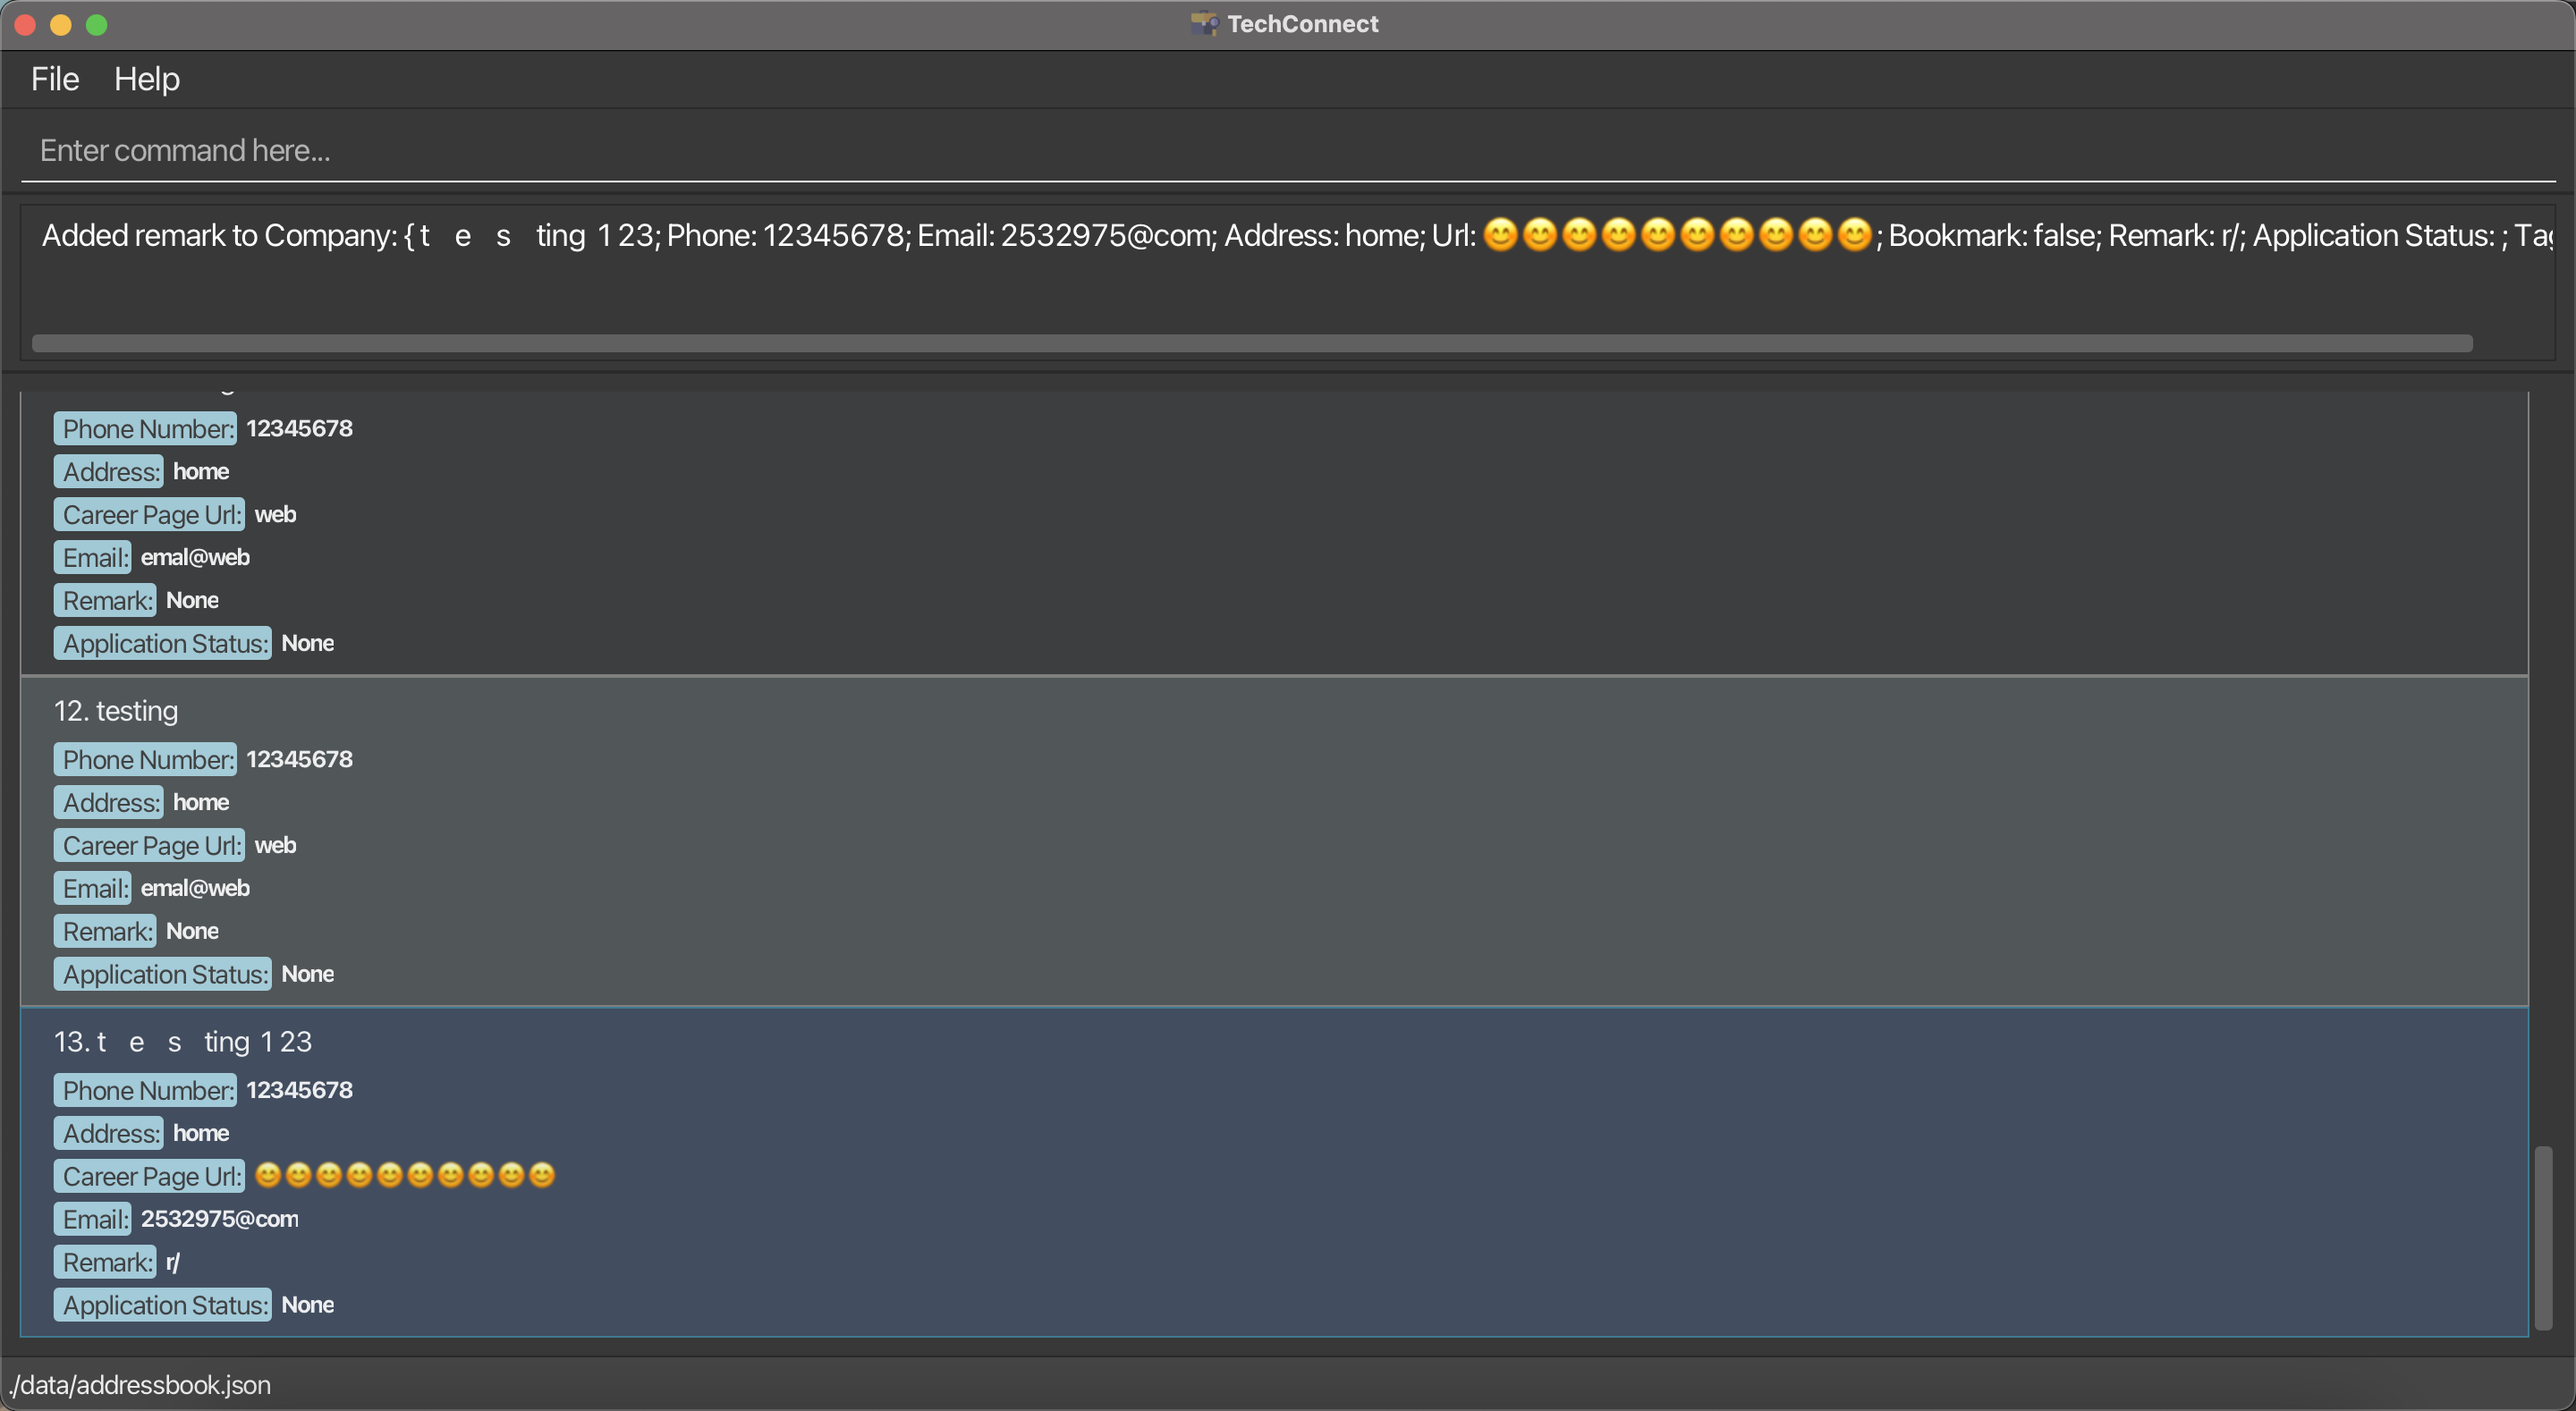 TechConnect
File Help
Enter command here...
Added remark to Company: { t e s ting 1 23; Phone: 12345678; Email: 2532975@com; Address: home; Url: 😊😊😊😊😊😊😊😊😊😊; Bookmark: false; Remark: r/; Application Status: ;
Phone Number: 12345678
Address: home
Career Page Url: web
Email: emal@web
Remark: None
Application Status: None
12. testing
Phone Number: 12345678
Address: home
Career Page Url: web
Email: emal@web
Remark: None
Application Status: None
13. t e s ting 1 23
Phone Number: 12345678
Address: home
Career Page Url: 😊😊😊😊😊😊😊😊😊😊
Email: 2532975@com
Remark: r/
Application Status: None
./data/addressbook.json